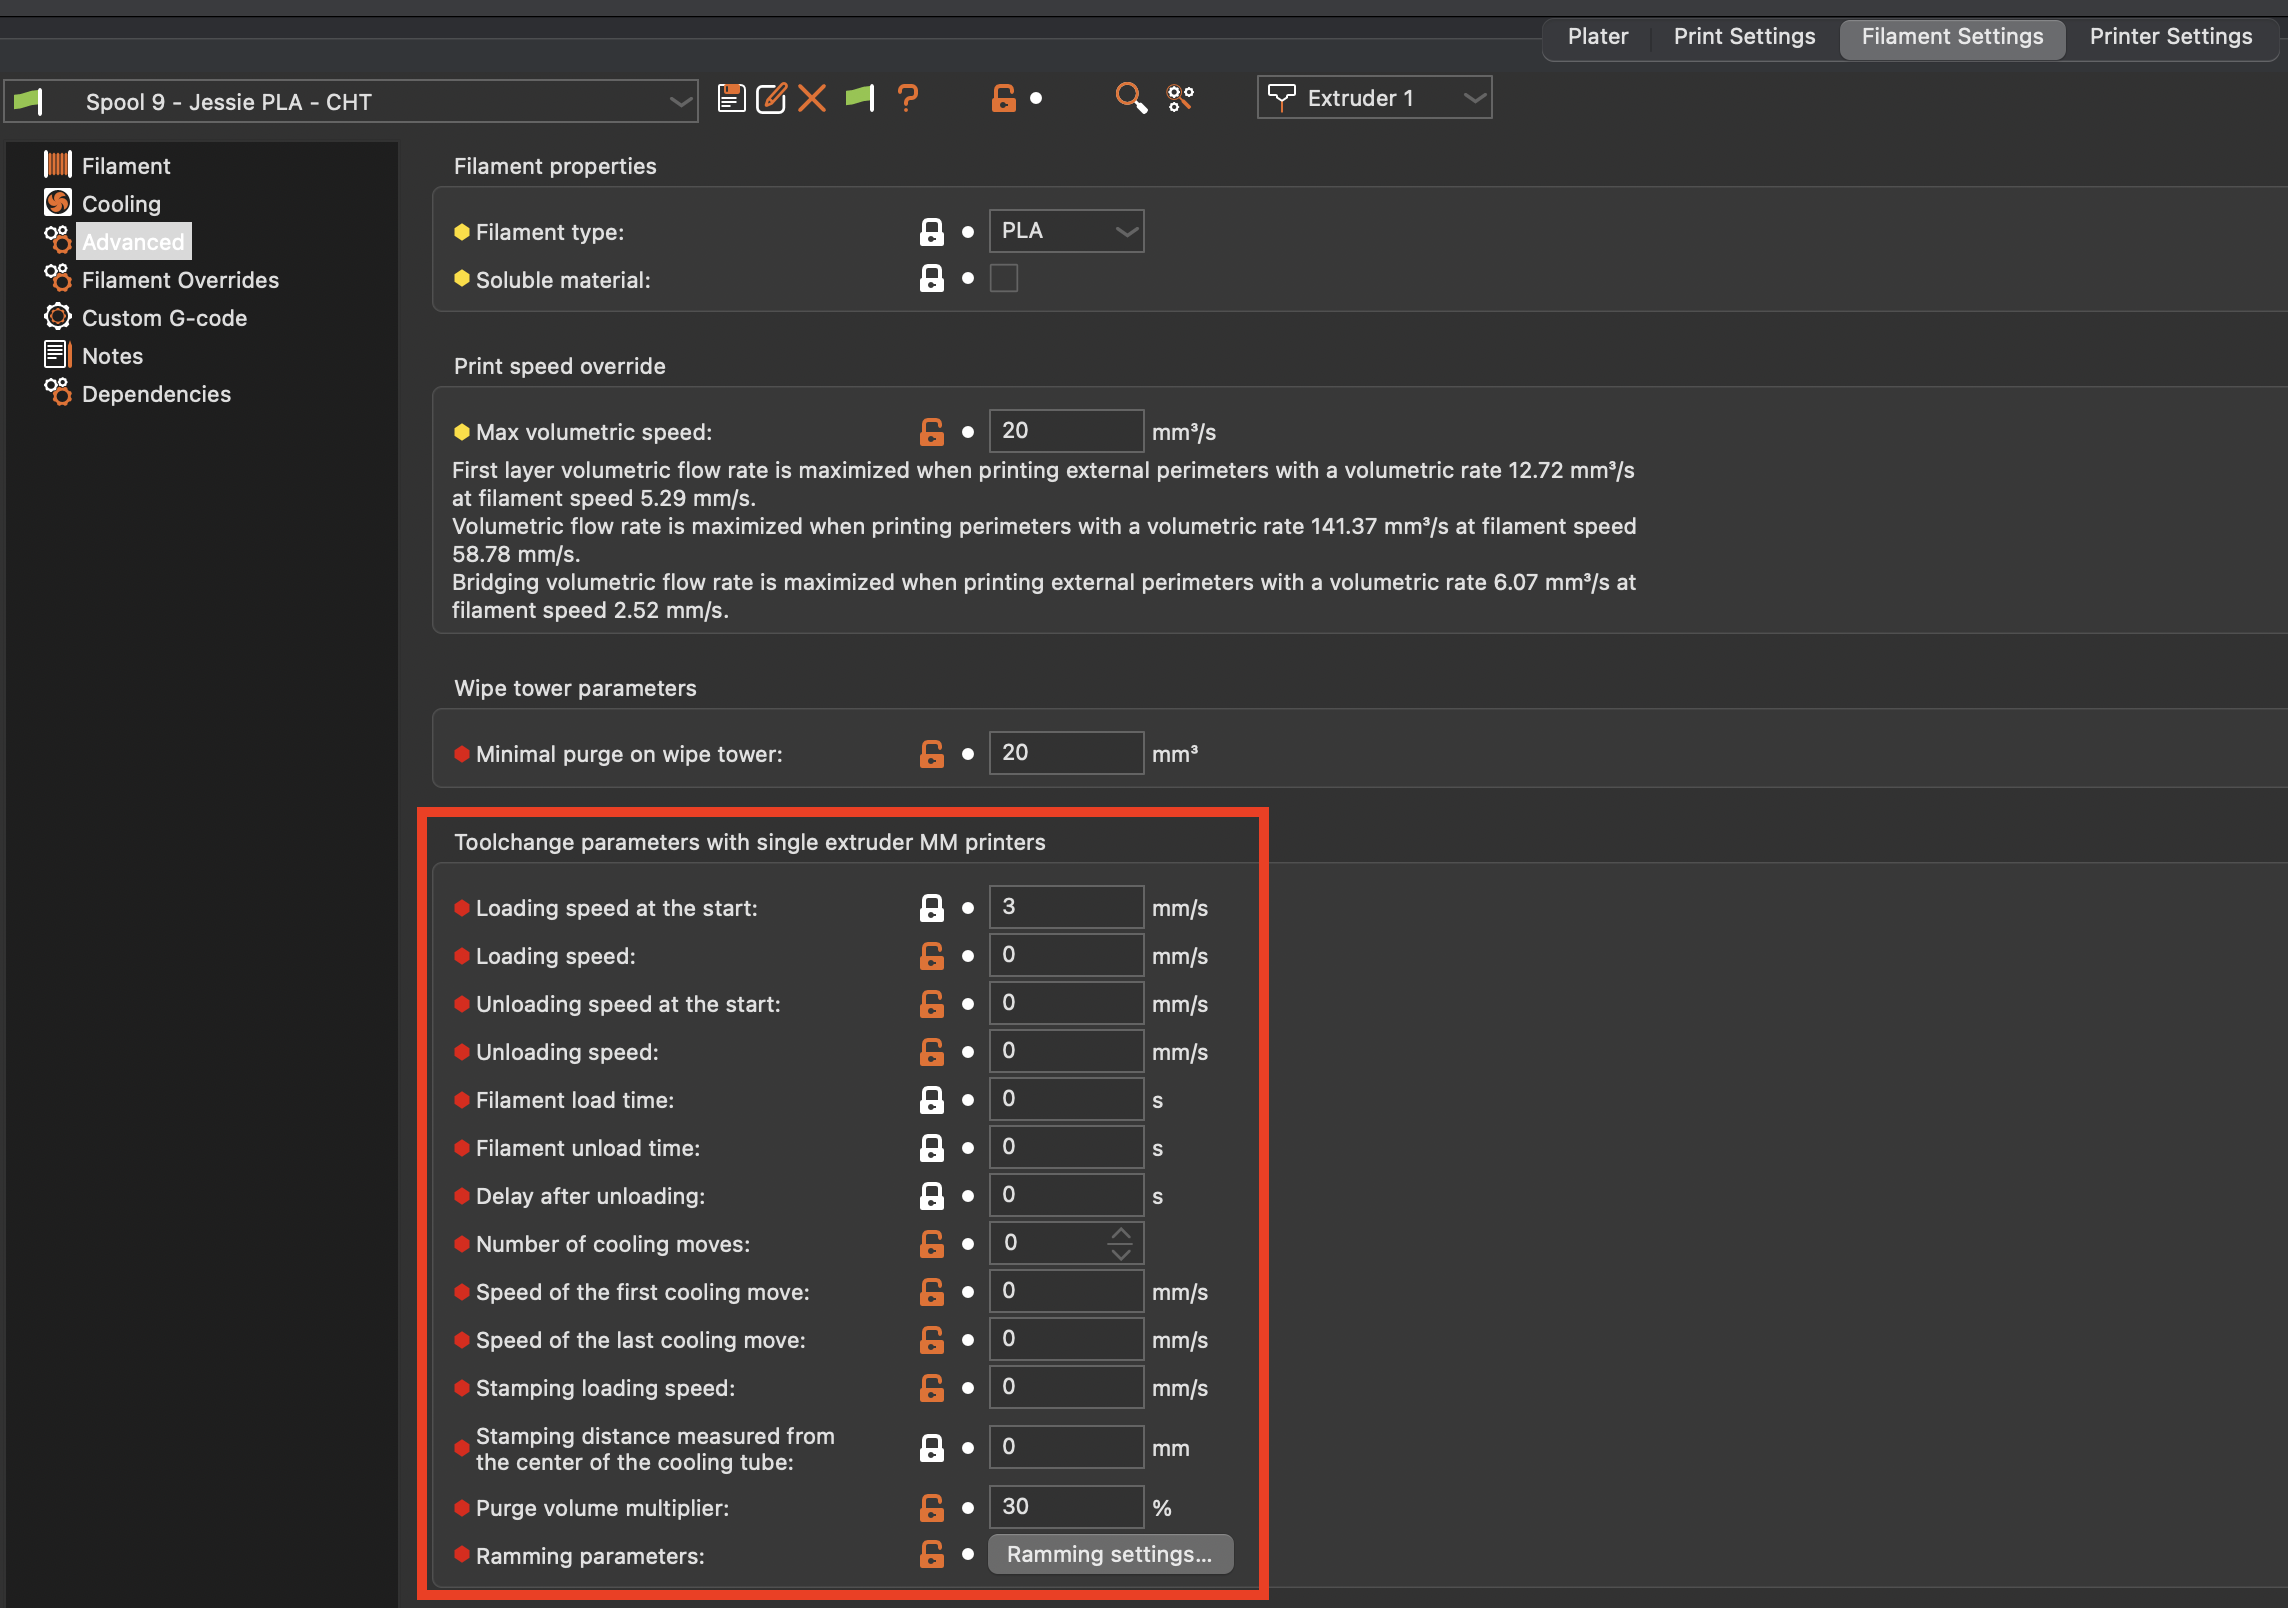 Plater
Print Settings
Filament Settings
Printer Settings
Spool 9 - Jessie PLA - CHT
Extruder 1
Filament
Cooling
Advanced
Filament Overrides
Custom G-code
Notes
Dependencies
Filament properties
Filament type: PLA
Soluble material:
Print speed override
Max volumetric speed: 20 mm³/s
First layer volumetric flow rate is maximized when printing external perimeters with a volumetric rate 12.72 mm³/s
at filament speed 5.29 mm/s.
Volumetric flow rate is maximized when printing perimeters with a volumetric rate 141.37 mm³/s at filament speed
58.78 mm/s.
Bridging volumetric flow rate is maximized when printing external perimeters with a volumetric rate 6.07 mm³/s at
filament speed 2.52 mm/s.
Wipe tower parameters
Minimal purge on wipe tower: 20 mm³
Toolchange parameters with single extruder MM printers
Loading speed at the start: 3 mm/s
Loading speed: 0 mm/s
Unloading speed at the start: 0 mm/s
Unloading speed: 0 mm/s
Filament load time: 0 s
Filament unload time: 0 s
Delay after unloading: 0 s
Number of cooling moves: 0
Speed of the first cooling move: 0 mm/s
Speed of the last cooling move: 0 mm/s
Stamping loading speed: 0 mm/s
Stamping distance measured from
the center of the cooling tube: 0 mm
Purge volume multiplier: 30 %
Ramming parameters: Ramming settings...